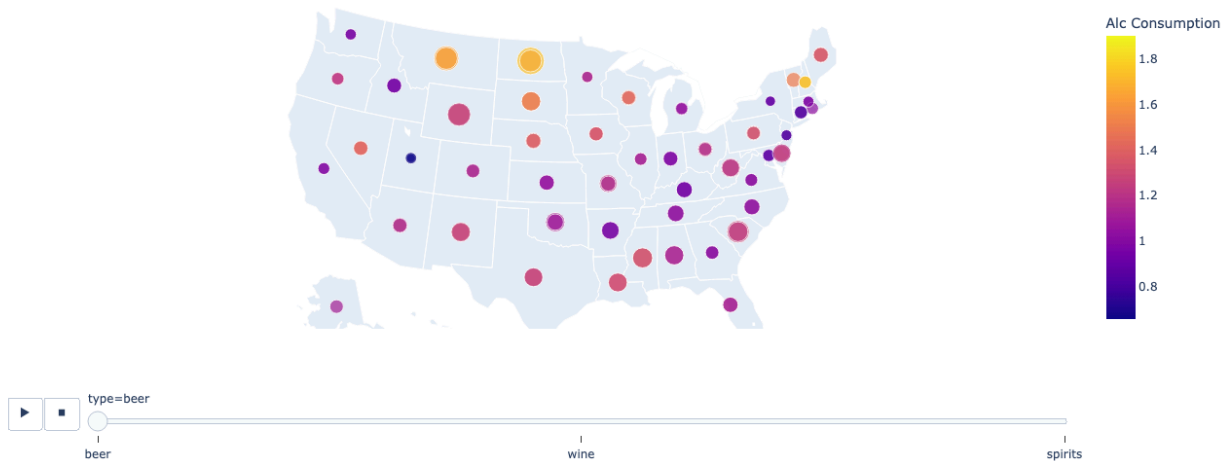 Alc Consumption
1.8
1.6
1.4
1.2
1
0.8
type=beer
beer
wine
spirits